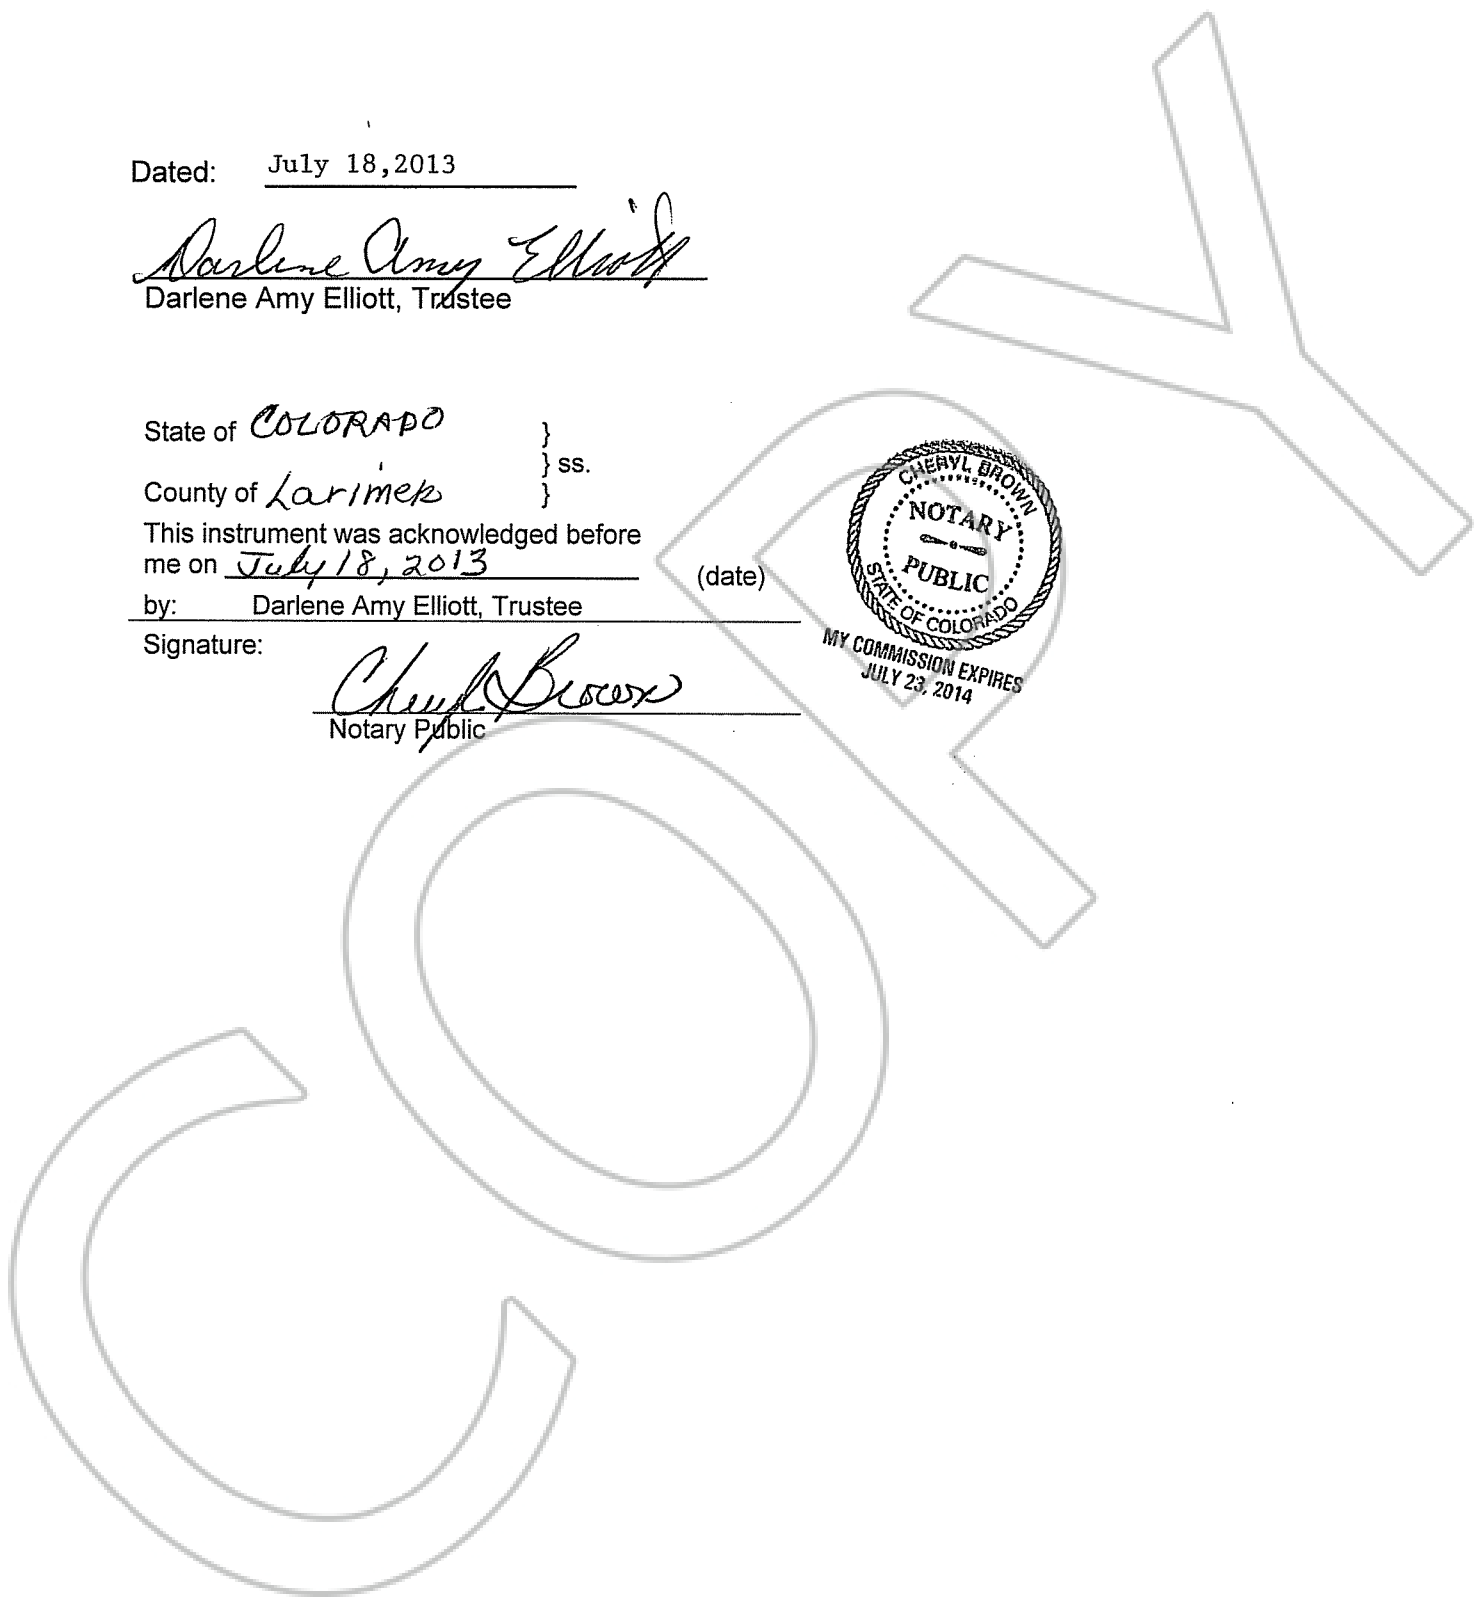 Dated: July 18,2013
Darlene Amy Elliott
Darlene Amy Elliott, Trustee
State of COLORADO }
} ss.
County of Larimer }
This instrument was acknowledged before
me on July 18, 2013 (date)
by: Darlene Amy Elliott, Trustee
Signature:
Cheryl Brown
Notary Public
CHERYL BROWN
NOTARY
PUBLIC
STATE OF COLORADO
MY COMMISSION EXPIRES
JULY 23, 2014
COPY